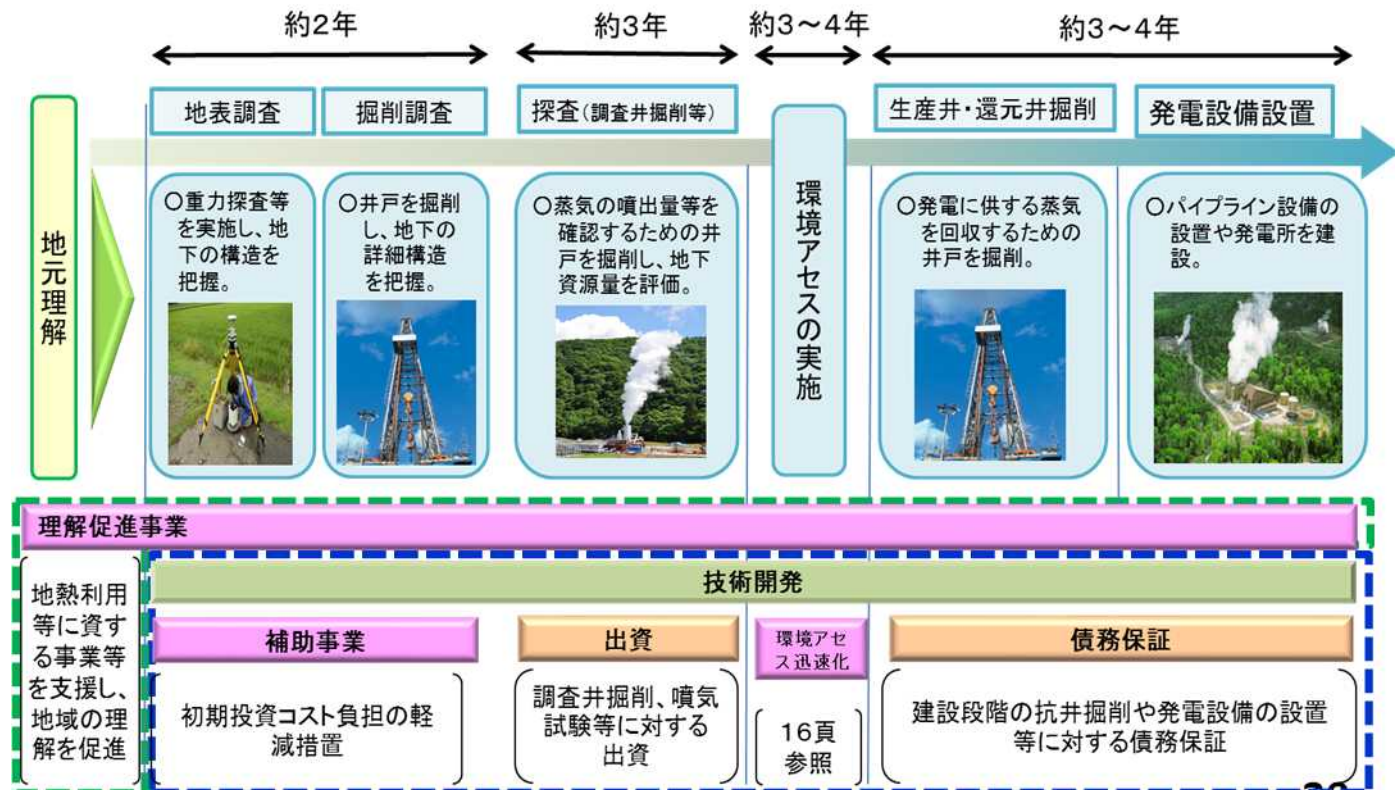 約2年
約3年
約3～4年
約3～4年
地表調査
掘削調査
探査(調査井掘削等)
生産井・還元井掘削
発電設備設置
地元理解
○重力探査等
を実施し、地
下の構造を
把握。
○井戸を掘削
し、地下の
詳細構造
を把握。
○蒸気の噴出量等を
確認するための井
戸を掘削し、地下
資源量を評価。
環境アセスの実施
○発電に供する蒸気
を回収するための
井戸を掘削。
○パイプライン設備の
設置や発電所を建
設。
理解促進事業
地熱利用
等に資す
る事業等
を支援し、
地域の理
解を促進
技術開発
補助事業
出資
環境アセ
ス迅速化
債務保証
初期投資コスト負担の軽
減措置
調査井掘削、噴気
試験等に対する
出資
16頁
参照
建設段階の抗井掘削や発電設備の設置
等に対する債務保証